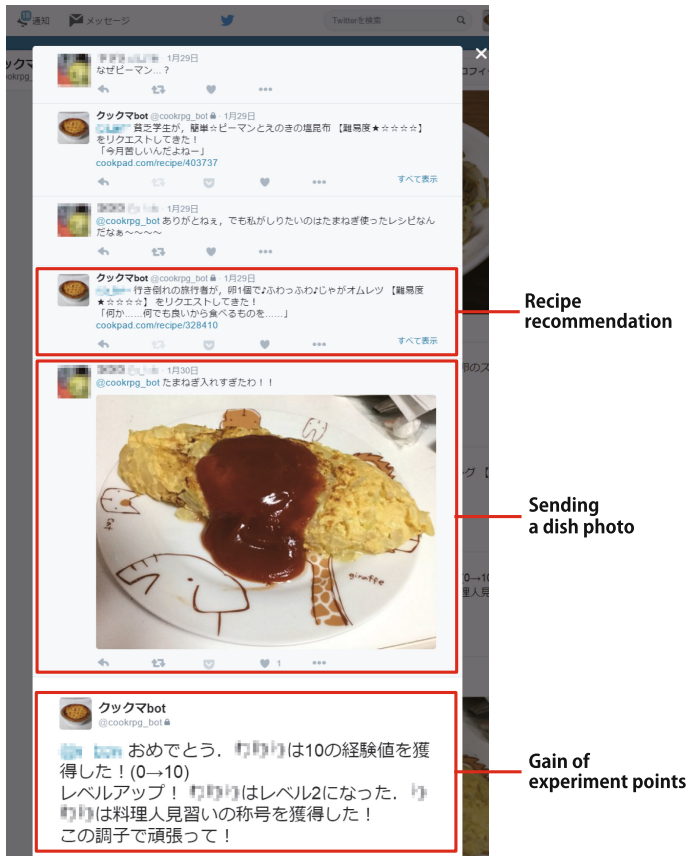 通知
メッセージ
Twitterを検索
1月29日
なぜピーマン…？
クックマbot @cookrpg_bot · 1月29日
貧乏学生が，簡単☆ピーマンとえのきの塩昆布 【難易度★☆☆☆☆】
をリクエストしてきた！
「今月苦しいんだよねー」
cookpad.com/recipe/403737
すべて表示
1月29日
@cookrpg_bot ありがとねぇ，でも私がしりたいのはたまねぎ使ったレシピなん
だなぁ〜〜〜〜
クックマbot @cookrpg_bot · 1月29日
行き倒れの旅行者が，卵1個で♪ふわっふわ♪じゃがオムレツ 【難易度
★☆☆☆☆】 をリクエストしてきた！
「何か……何でも良いから食べるものを……」
cookpad.com/recipe/328410
すべて表示
Recipe
recommendation
1月30日
@cookrpg_bot たまねぎ入れすぎたわ！！
giraffe
1
Sending
a dish photo
クックマbot
@cookrpg_bot
おめでとう． は10の経験値を獲
得した！(0→10)
レベルアップ！ はレベル2になった．
は料理人見習いの称号を獲得した！
この調子で頑張って！
Gain of
experiment points